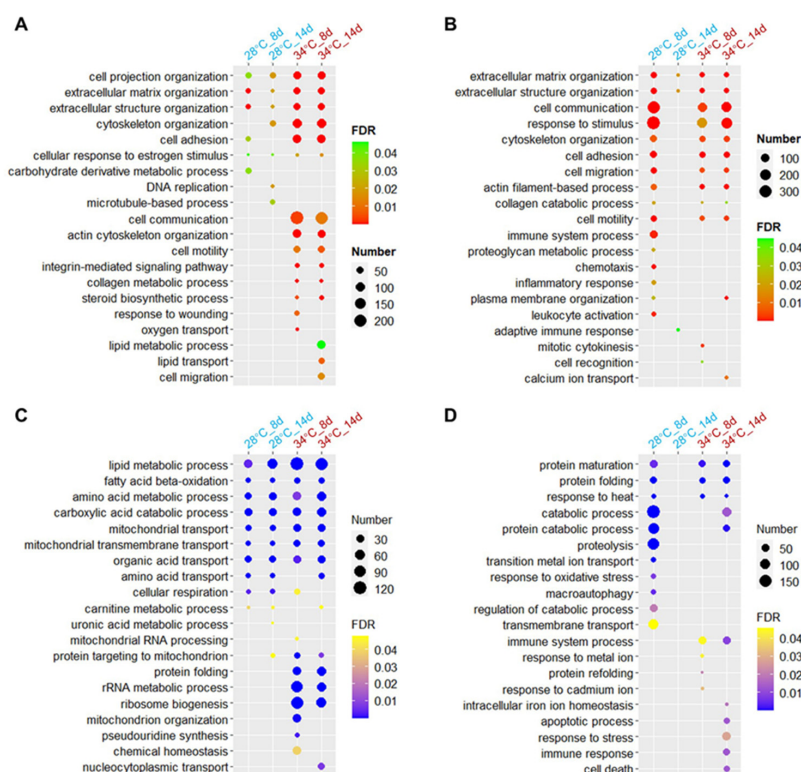 A
28°C_8d
28°C_14d
34°C_8d
34°C_14d
cell projection organization
extracellular matrix organization
extracellular structure organization
cytoskeleton organization
cell adhesion
cellular response to estrogen stimulus
carbohydrate derivative metabolic process
DNA replication
microtubule-based process
cell communication
actin cytoskeleton organization
cell motility
integrin-mediated signaling pathway
collagen metabolic process
steroid biosynthetic process
response to wounding
oxygen transport
lipid metabolic process
lipid transport
cell migration
FDR
0.04
0.03
0.02
0.01
Number
50
100
150
200
B
28°C_8d
28°C_14d
34°C_8d
34°C_14d
extracellular matrix organization
extracellular structure organization
cell communication
response to stimulus
cytoskeleton organization
cell adhesion
cell migration
actin filament-based process
collagen catabolic process
cell motility
immune system process
proteoglycan metabolic process
chemotaxis
inflammatory response
plasma membrane organization
leukocyte activation
adaptive immune response
mitotic cytokinesis
cell recognition
calcium ion transport
Number
100
200
300
FDR
0.04
0.03
0.02
0.01
C
28°C_8d
28°C_14d
34°C_8d
34°C_14d
lipid metabolic process
fatty acid beta-oxidation
amino acid metabolic process
carboxylic acid catabolic process
mitochondrial transport
mitochondrial transmembrane transport
organic acid transport
amino acid transport
cellular respiration
carnitine metabolic process
uronic acid metabolic process
mitochondrial RNA processing
protein targeting to mitochondrion
protein folding
rRNA metabolic process
ribosome biogenesis
mitochondrion organization
pseudouridine synthesis
chemical homeostasis
nucleocytoplasmic transport
Number
30
60
90
120
FDR
0.04
0.03
0.02
0.01
D
28°C_8d
28°C_14d
34°C_8d
34°C_14d
protein maturation
protein folding
response to heat
catabolic process
protein catabolic process
proteolysis
transition metal ion transport
response to oxidative stress
macroautophagy
regulation of catabolic process
transmembrane transport
immune system process
response to metal ion
protein refolding
response to cadmium ion
intracellular iron ion homeostasis
apoptotic process
response to stress
immune response
cell death
Number
50
100
150
FDR
0.04
0.03
0.02
0.01